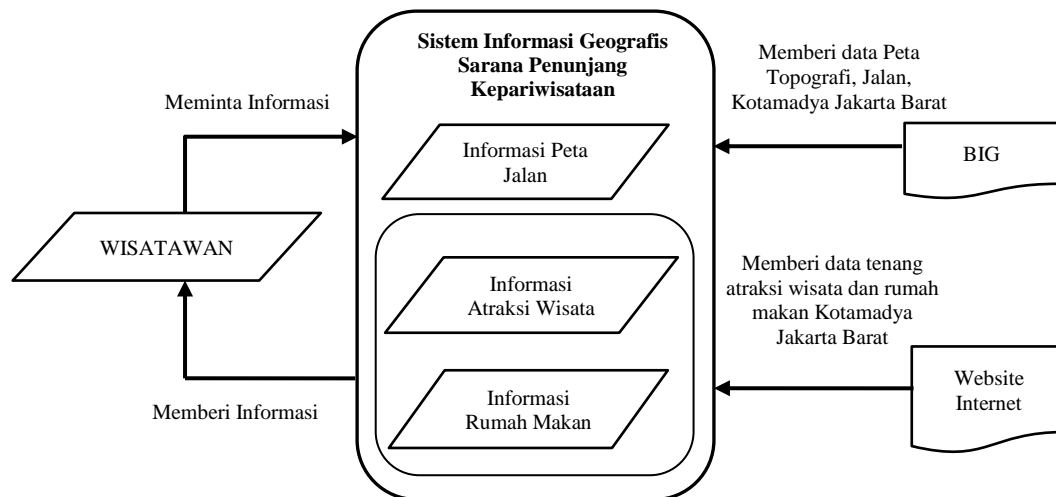 Sistem Informasi Geografis
Sarana Penunjang
Kepariwisataan
Meminta Informasi
WISATAWAN
Memberi Informasi
Informasi Peta
Jalan
Informasi
Atraksi Wisata
Informasi
Rumah Makan
Memberi data Peta
Topografi, Jalan,
Kotamadya Jakarta Barat
BIG
Memberi data tenang
atraksi wisata dan rumah
makan Kotamadya
Jakarta Barat
Website
Internet